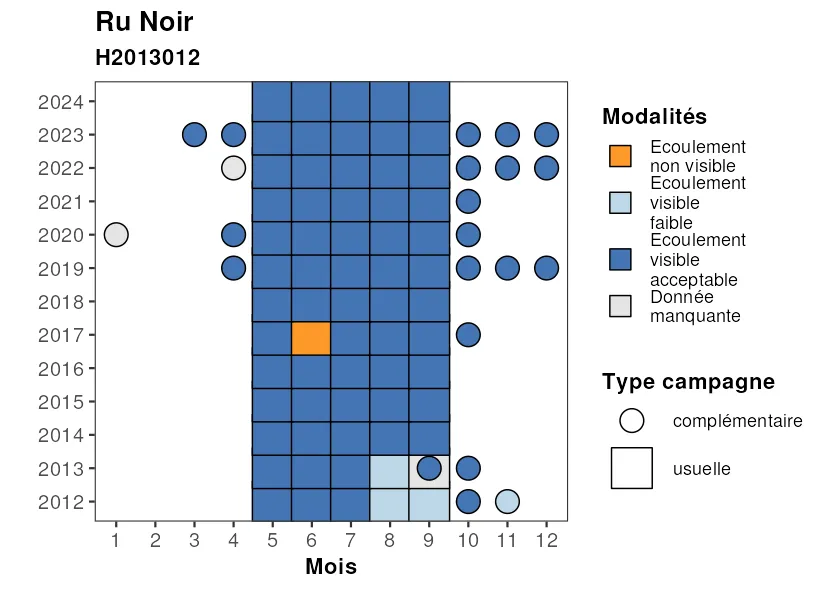 Ru Noir
H2013012
2024
2023
2022
2021
2020
2019
2018
2017
2016
2015
2014
2013
2012
1 2 3 4 5 6 7 8 9 10 11 12
Mois
Modalités
Ecoulement
non visible
Ecoulement
visible
faible
Ecoulement
visible
acceptable
Donnée
manquante
Type campagne
complémentaire
usuelle